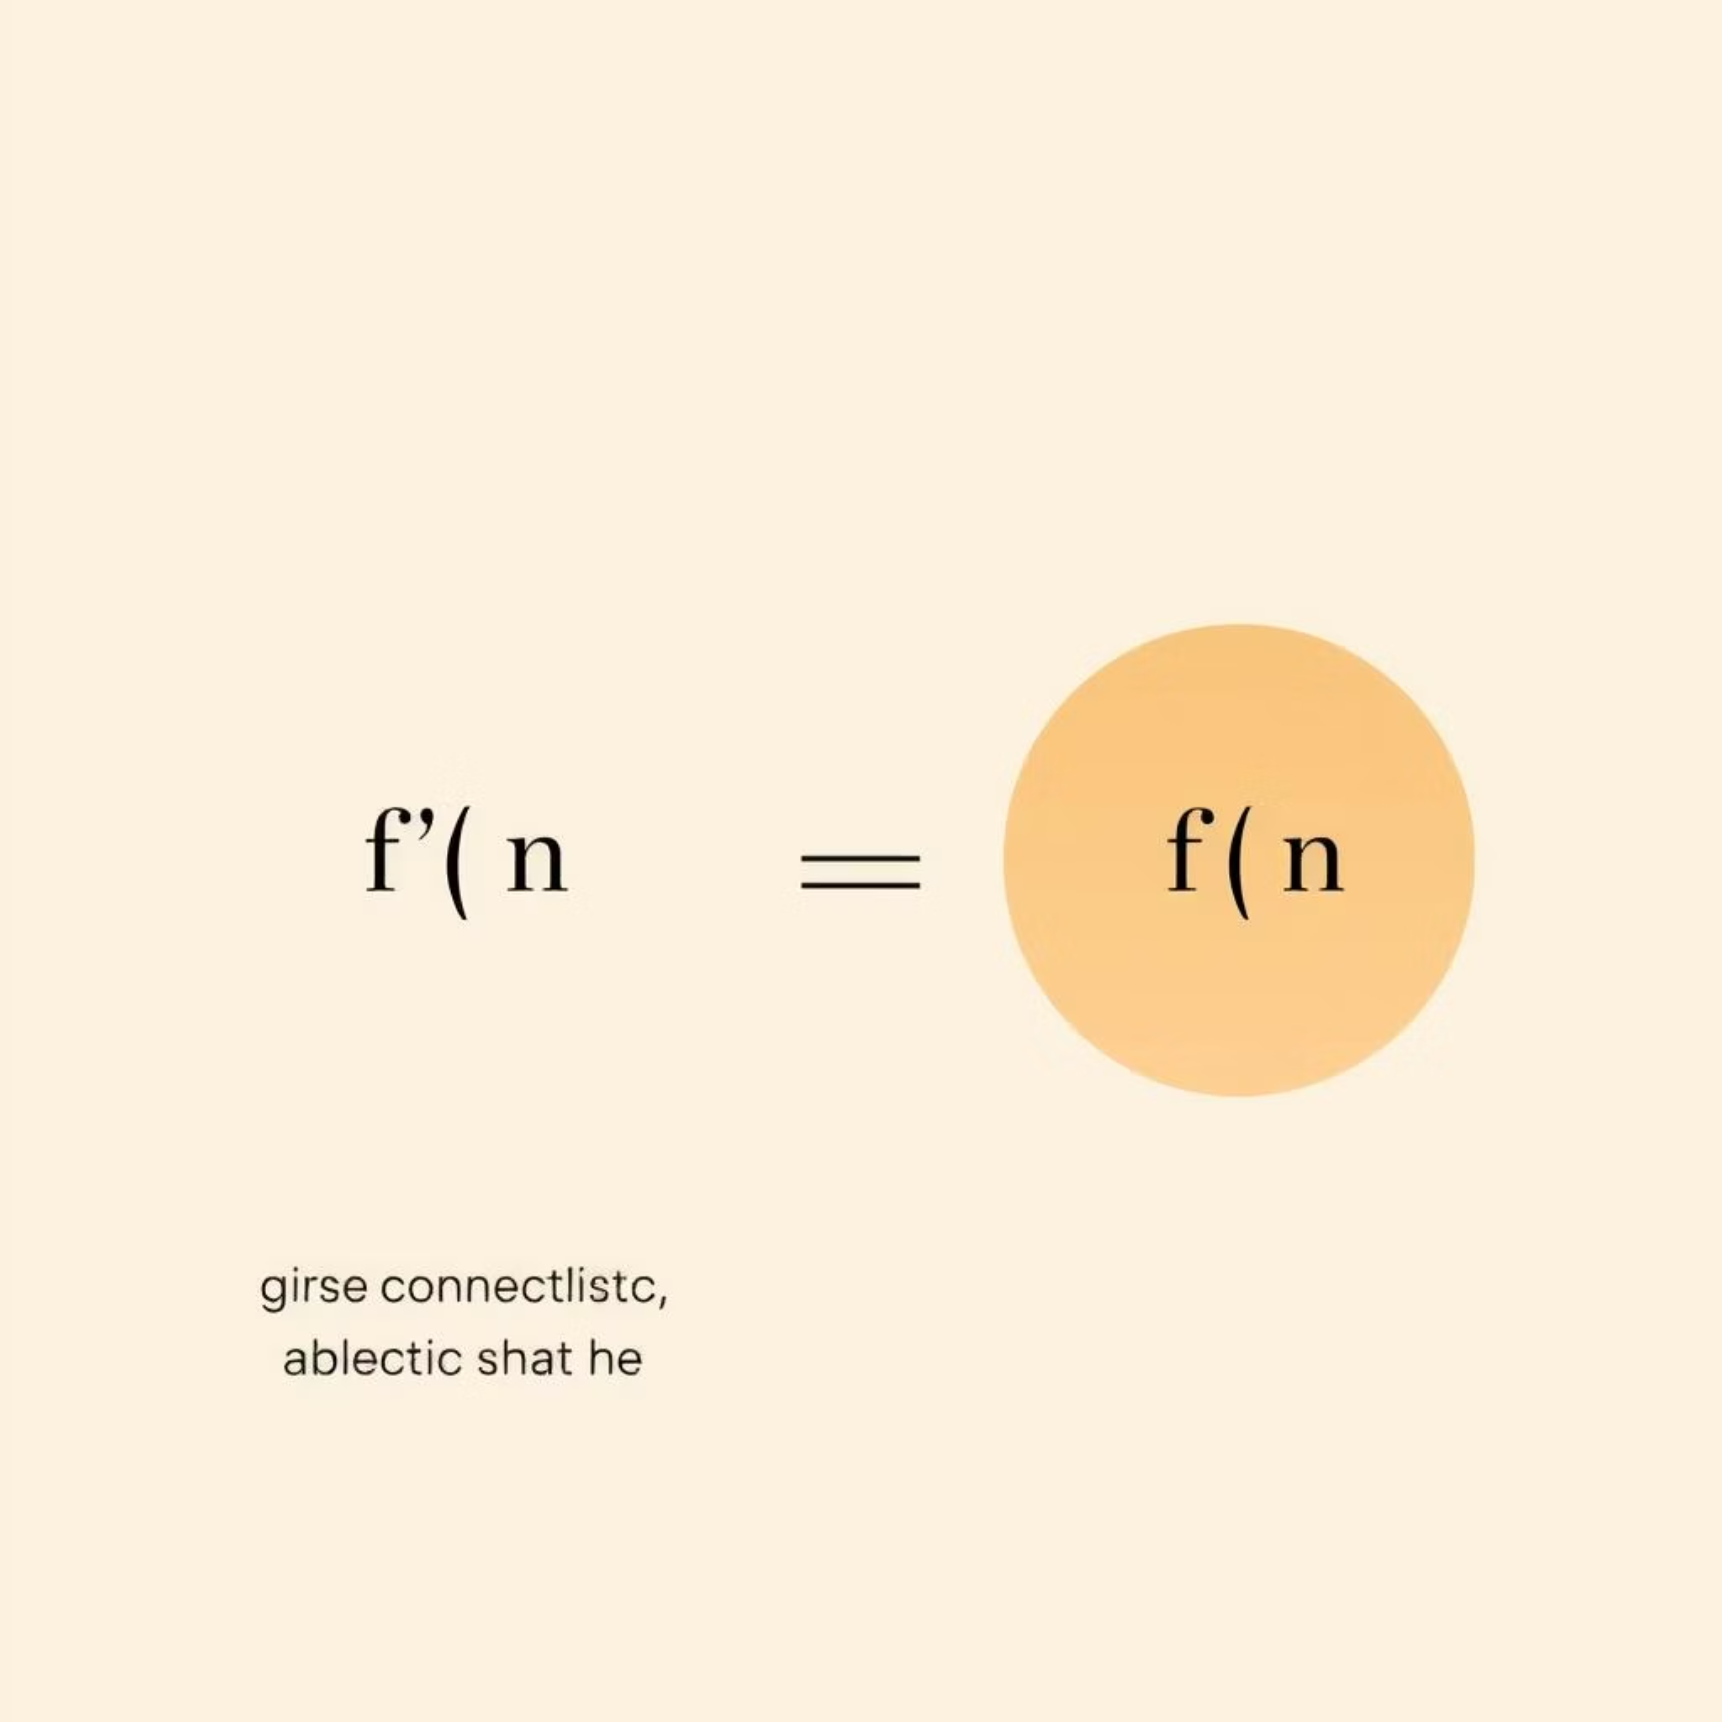 f’( n = f( n
girse connectlistc,
ablectic shat he